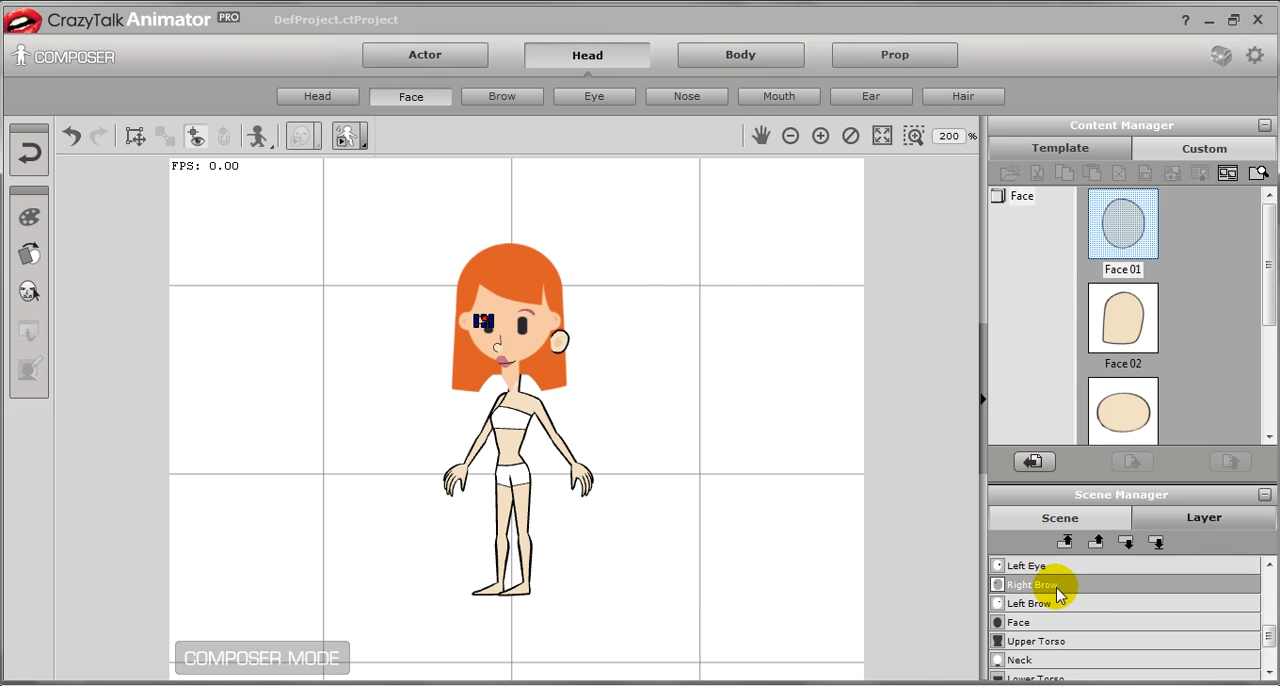 CrazyTalk Animator PRO
DefProject.ctProject
?
COMPOSER
Actor
Head
Body
Prop
Head
Face
Brow
Eye
Nose
Mouth
Ear
Hair
200 %
FPS: 0.00
COMPOSER MODE
Content Manager
Template
Custom
Face
Face 01
Face 02
Scene Manager
Scene
Layer
Left Eye
Right Brow
Left Brow
Face
Upper Torso
Neck
Lower Torso